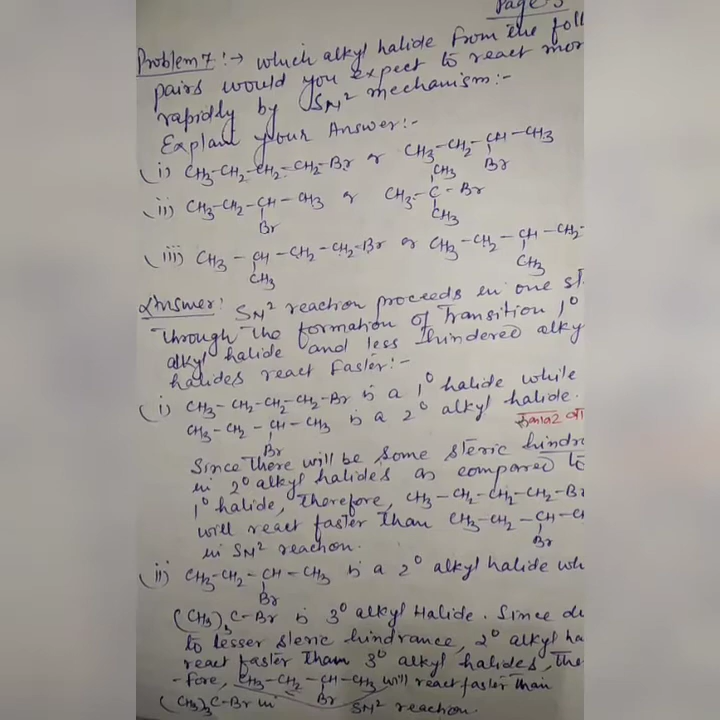 Page-5
Problem 7 :→ which alkyl halide from the foll
pairs would you expect to react mor
rapidly by SN² mechanism:-
Explain your Answer:-
(i) CH3-CH2-CH2-CH2-Br or CH3-CH2-CH-CH3
Br
(ii) CH3-CH2-CH-CH3 or CH3-C-Br
CH3
Br
CH3
(iii) CH3-CH-CH2-CH2-Br or CH3-CH2-CH-CH2-
CH3
CH3
Answer: SN² reaction proceeds in one st
through the formation of Transition, 1°
alkyl halide and less hindered alky
halides react Faster:-
(i) CH3-CH2-CH2-CH2-Br is a 1° halide while
CH3-CH2-CH-CH3 is a 2° alkyl halide.
Br
Since there will be some steric hindr
in 2° alkyl halides as compared to
1° halide, Therefore, CH3-CH2-CH2-CH2-Br
will react faster than CH3-CH2-CH-C
Br
in SN² reaction.
(ii) CH3-CH2-CH-CH3 is a 2° alkyl halide wh
Br
(CH3)3C-Br is 3° alkyl Halide. Since du
to lesser steric hindrance, 2° alkyl ha
react faster Than 3° alkyl halides, The
-fore, CH3-CH2-CH-CH3 will react faster than
Br
(CH3)3C-Br in SN² reaction.